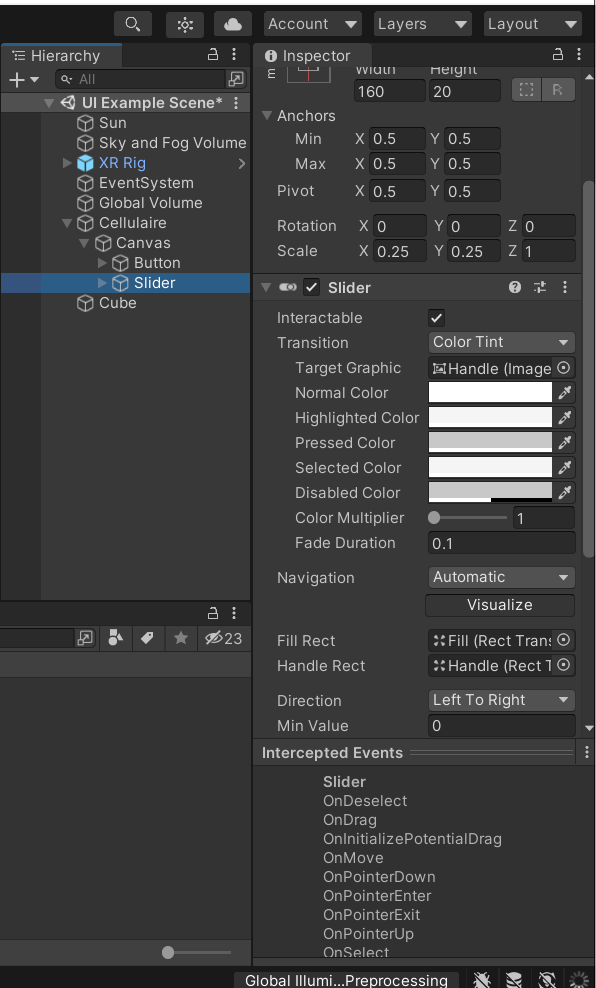 Account
Layers
Layout
Hierarchy
All
UI Example Scene*
Sun
Sky and Fog Volume
XR Rig
EventSystem
Global Volume
Cellulaire
Canvas
Button
Slider
Cube
23
Inspector
Width
Height
160
20
R
Anchors
Min X 0.5 Y 0.5
Max X 0.5 Y 0.5
Pivot X 0.5 Y 0.5
Rotation X 0 Y 0 Z 0
Scale X 0.25 Y 0.25 Z 1
Slider
Interactable
Transition Color Tint
Target Graphic Handle (Image
Normal Color
Highlighted Color
Pressed Color
Selected Color
Disabled Color
Color Multiplier 1
Fade Duration 0.1
Navigation Automatic
Visualize
Fill Rect Fill (Rect Trans
Handle Rect Handle (Rect T
Direction Left To Right
Min Value 0
Intercepted Events
Slider
OnDeselect
OnDrag
OnInitializePotentialDrag
OnMove
OnPointerDown
OnPointerEnter
OnPointerExit
OnPointerUp
OnSelect
Global Illumi...Preprocessing